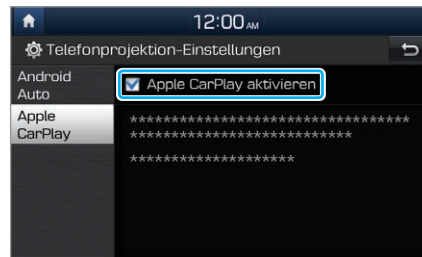 12:00 AM
Telefonprojektion-Einstellungen
Android
Auto
Apple CarPlay aktivieren
Apple
CarPlay
**********************************
***************************
********************